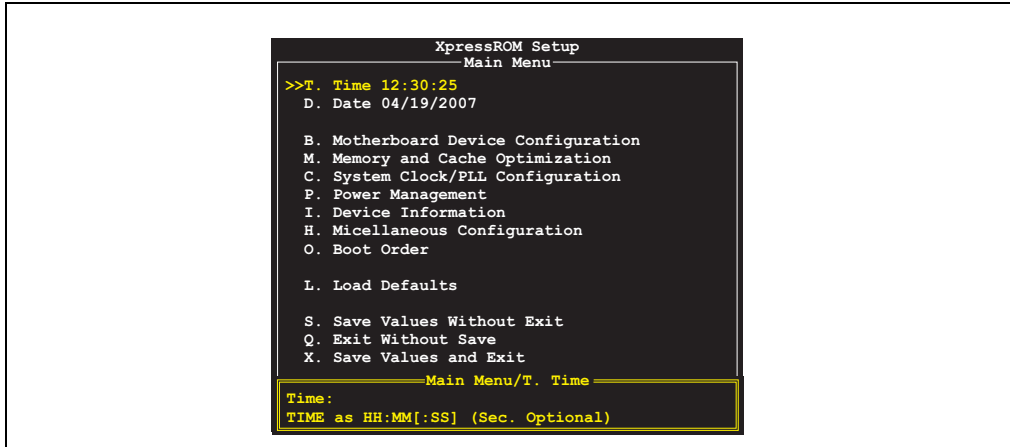 XpressROM Setup
Main Menu
>>T. Time 12:30:25
D. Date 04/19/2007
B. Motherboard Device Configuration
M. Memory and Cache Optimization
C. System Clock/PLL Configuration
P. Power Management
I. Device Information
H. Micellaneous Configuration
O. Boot Order
L. Load Defaults
S. Save Values Without Exit
Q. Exit Without Save
X. Save Values and Exit
Main Menu/T. Time
Time:
TIME as HH:MM[:SS] (Sec. Optional)